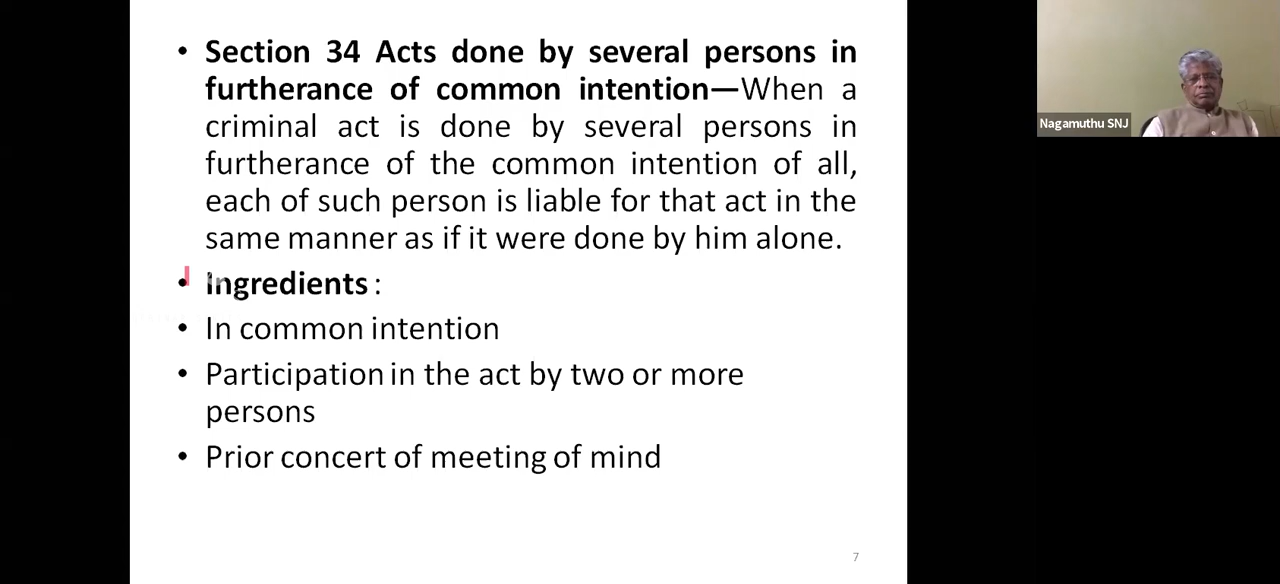 • Section 34 Acts done by several persons in
furtherance of common intention—When a
criminal act is done by several persons in
furtherance of the common intention of all,
each of such person is liable for that act in the
same manner as if it were done by him alone.
• Ingredients :
• In common intention
• Participation in the act by two or more
persons
• Prior concert of meeting of mind
7
Nagamuthu SNJ